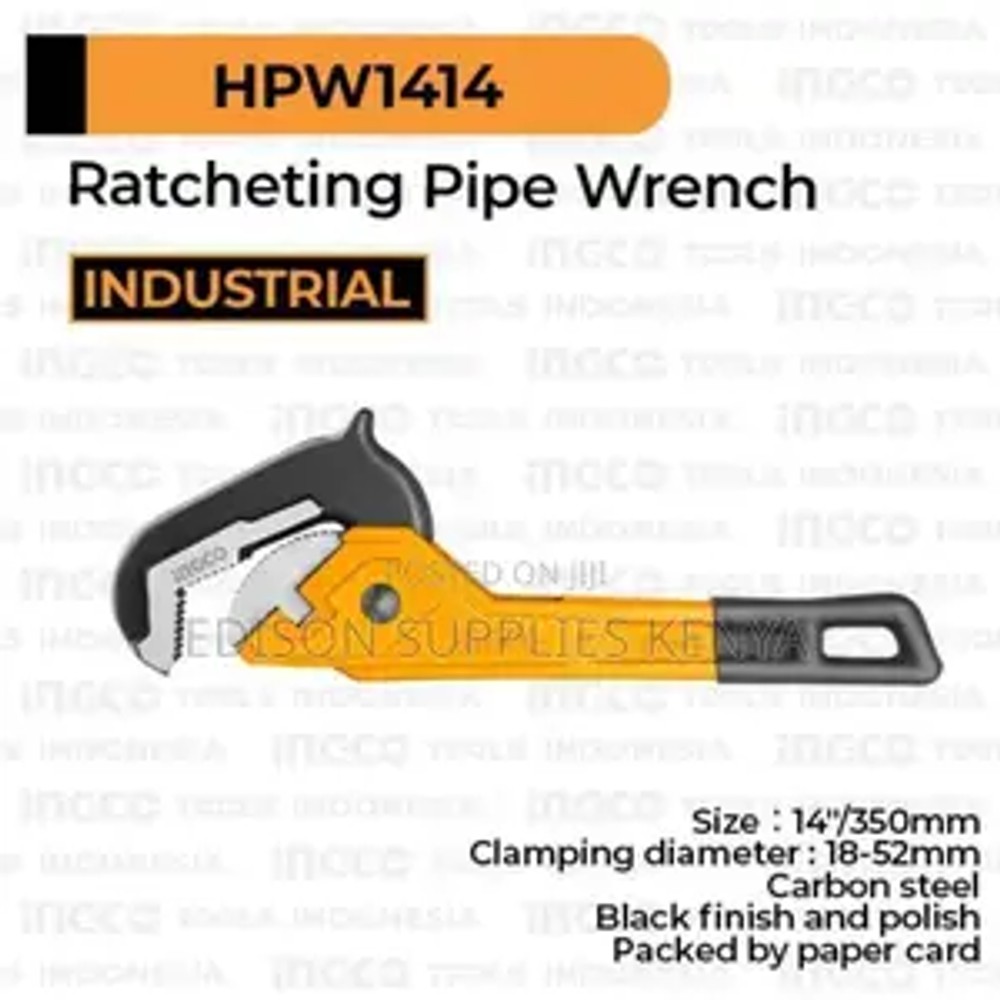 HPW1414
Ratcheting Pipe Wrench
INDUSTRIAL
INGCO
POSTED ON JIJI
EDISON SUPPLIES KENYA
Size : 14"/350mm
Clamping diameter : 18-52mm
Carbon steel
Black finish and polish
Packed by paper card